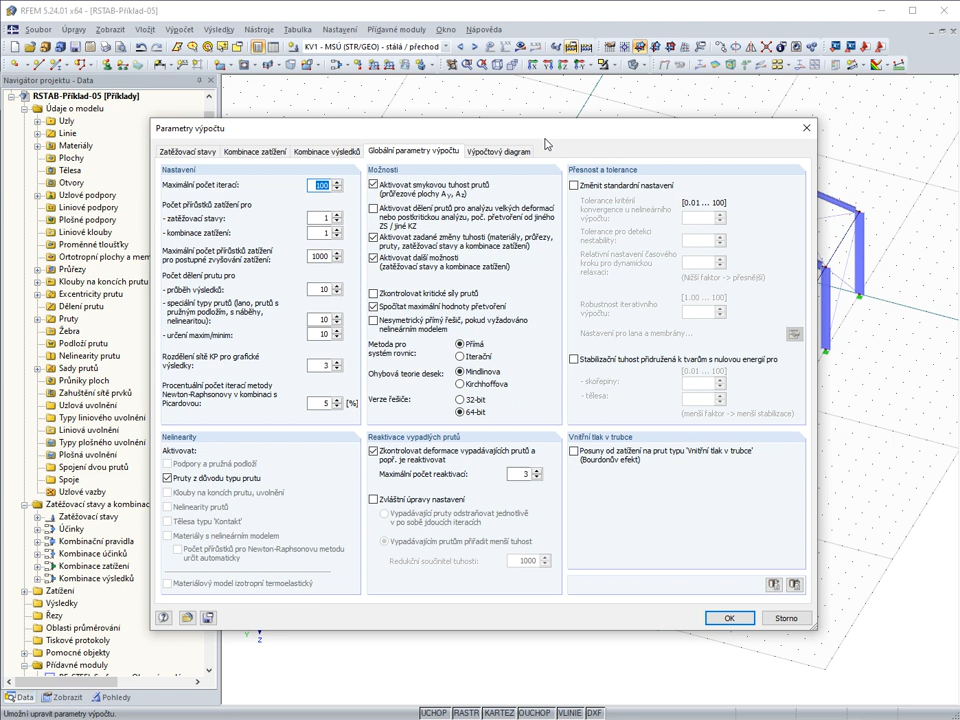 RFEM 5.24.01 x64 - [RSTAB-Příklad-05]
Soubor Úpravy Zobrazit Vložit Výpočet Výsledky Nástroje Tabulka Nastavení Přídavné moduly Okno Nápověda
KV1 - MSÚ (STR/GEO) - stálá / přechod
Navigátor projektu - Data
RSTAB-Příklad-05 [Příklady)
Údaje o modelu
Uzly
Linie
Materiály
Plochy
Tělesa
Otvory
Uzlové podpory
Liniové podpory
Plošné podpory
Liniové klouby
Proměnné tloušťky
Ortotropní plochy a mem
Průřezy
Klouby na koncích prutu
Excentricity prutu
Dělení prutu
Pruty
Žebra
Podloží prutu
Nelinearity prutu
Sady prutů
Průniky ploch
Zahuštění sítě prvků
Uzlová uvolnění
Typy liniového uvolnění
Liniová uvolnění
Typy plošného uvolnění
Plošná uvolnění
Spojení dvou prutů
Spoje
Uzlové vazby
Zatěžovací stavy a kombinac
Zatěžovací stavy
Účinky
Kombinační pravidla
Kombinace účinků
Kombinace zatížení
Kombinace výsledků
Zatížení
Výsledky
Řezy
Oblasti průměrování
Tiskové protokoly
Pomocné objekty
Přídavné moduly
Data Zobrazit Pohledy
Parametry výpočtu
Zatěžovací stavy Kombinace zatížení Kombinace výsledků Globální parametry výpočtu Výpočtový diagram
Nastavení
Maximální počet iterací: 100
Počet přírůstků zatížení pro
- zatěžovací stavy: 1
- kombinace zatížení: 1
Maximální počet přírůstků zatížení
pro postupné zvyšování zatížení: 1000
Počet dělení prutu pro
- průběh výsledků: 10
- speciální typy prutů (lano, prutů s
pružným podložím, s náběhy,
nelinearitou): 10
- určení maxim/minim: 10
Rozdělení sítě KP pro grafické
výsledky: 3
Procentuální počet iterací metody
Newton-Raphsonovy v kombinaci s
Picardovou: 5 [%]
Možnosti
Aktivovat smykovou tuhost prutů
(průřezové plochy Ay, Az)
Aktivovat dělení prutů pro analýzu velkých deformací
nebo postkritickou analýzu, poč. přetvoření od jiného
ZS / jiné KZ
Aktivovat zadané změny tuhosti (materiály, průřezy,
pruty, zatěžovací stavy a kombinace zatížení)
Aktivovat další možnosti
(zatěžovací stavy a kombinace zatížení)
Zkontrolovat kritické síly prutů
Spočítat maximální hodnoty přetvoření
Nesymetrický přímý řešič, pokud vyžadováno
nelineárním modelem
Metoda pro
systém rovnic: Přímá
Iterační
Ohybová teorie desek: Mindlinova
Kirchhoffova
Verze řešiče: 32-bit
64-bit
Přesnost a tolerance
Změnit standardní nastavení
Tolerance kritérií
konvergence u nelineárního
výpočtu: [0.01 ... 100]
Tolerance pro detekci
nestability:
Relativní nastavení časového
kroku pro dynamickou
relaxaci:
(Nižší faktor -> přesnější)
[1.00 ... 100]
Robustnost iterativního
výpočtu:
Nastavení pro lana a membrány...
Stabilizační tuhost přidružená k tvarům s nulovou energií pro
[0.01 ... 100]
- skořepiny:
- tělesa:
(menší faktor -> menší stabilizace)
Nelinearity
Aktivovat:
Podpory a pružná podloží
Pruty z důvodu typu prutu
Klouby na koncích prutu, uvolnění
Nelinearity prutů
Tělesa typu 'Kontakt'
Materiály s nelineárním modelem
Počet přírůstků pro Newton-Raphsonovu metodu
určit automaticky
Materiálový model izotropní termoelastický
Reaktivace vypadlých prutů
Zkontrolovat deformace vypadávajících prutů a
popř. je reaktivovat
Maximální počet reaktivací: 3
Zvláštní úpravy nastavení
Vypadávající pruty odstraňovat jednotlivě
v po sobě jdoucích iteracích
Vypadávajícím prutům přiřadit menší tuhost
Redukční součinitel tuhosti: 1000
Vnitřní tlak v trubce
Posuny od zatížení na prut typu 'Vnitřní tlak v trubce'
(Bourdonův efekt)
OK Storno
Y
Z
Umožní upravit parametry výpočtu.
UCHOP RASTR KARTEZ OUCHOP VLINIE DXF